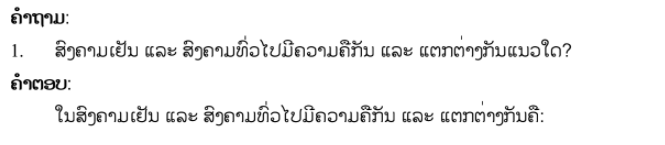 ຄຳຖາມ:
1. ສົງຄາມເຢັນ ແລະ ສົງຄາມທົ່ວໄປມີຄວາມຄືກັນ ແລະ ແຕກຕ່າງກັນແນວໃດ?
ຄຳຕອບ:
ໃນສົງຄາມເຢັນ ແລະ ສົງຄາມທົ່ວໄປມີຄວາມຄືກັນ ແລະ ແຕກຕ່າງກັນຄື: